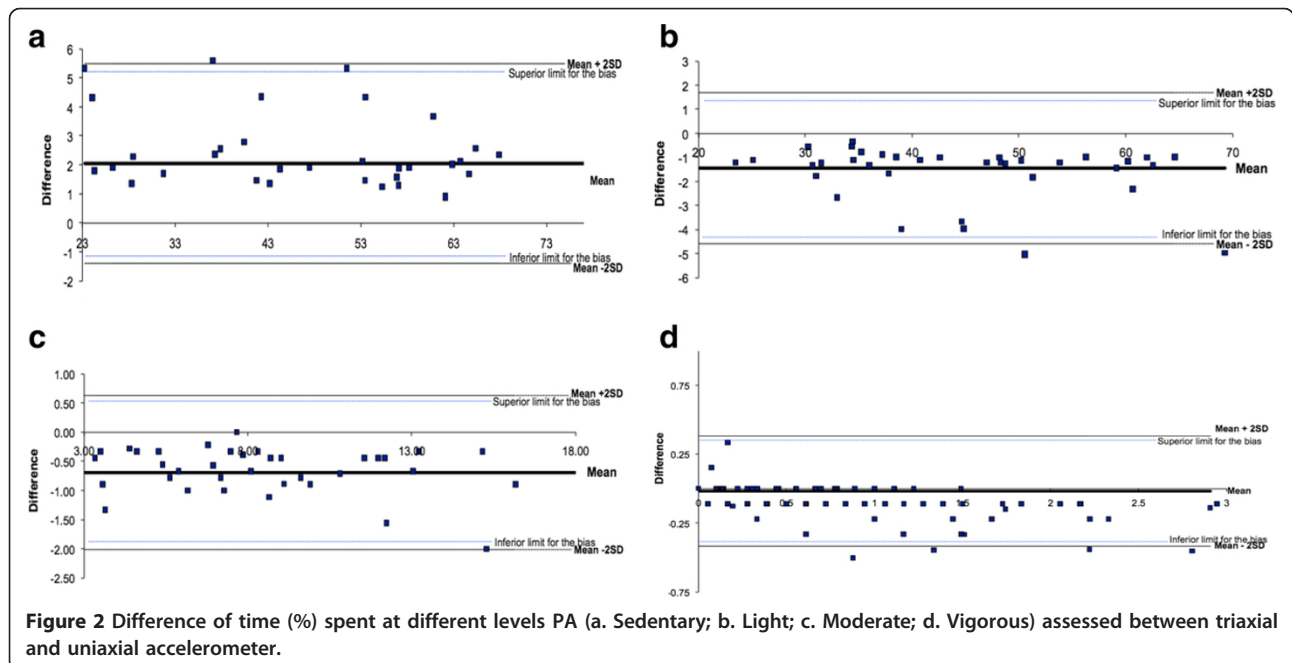 a
6
5
4
3
2
1
0
-1
-2
23
33
43
53
63
73
Difference
Mean + 2SD
Superior limit for the bias
Mean
Inferior limit for the bias
Mean -2SD
b
3
2
1
0
-1
-2
-3
-4
-5
-6
20
30
40
50
60
70
Difference
Mean +2SD
Superior limit for the bias
Mean
Inferior limit for the bias
Mean - 2SD
c
1.00
0.50
0.00
-0.50
-1.00
-1.50
-2.00
-2.50
3.00
8.00
13.00
18.00
Difference
Mean +2SD
Superior limit for the bias
Mean
Inferior limit for the bias
Mean -2SD
d
0.75
0.25
-0.25
-0.75
0
0.5
1
1.5
2
2.5
3
Difference
Mean + 2SD
Superior limit for the bias
Mean
Inferior limit for the bias
Mean - 2SD
Figure 2 Difference of time (%) spent at different levels PA (a. Sedentary; b. Light; c. Moderate; d. Vigorous) assessed between triaxial
and uniaxial accelerometer.